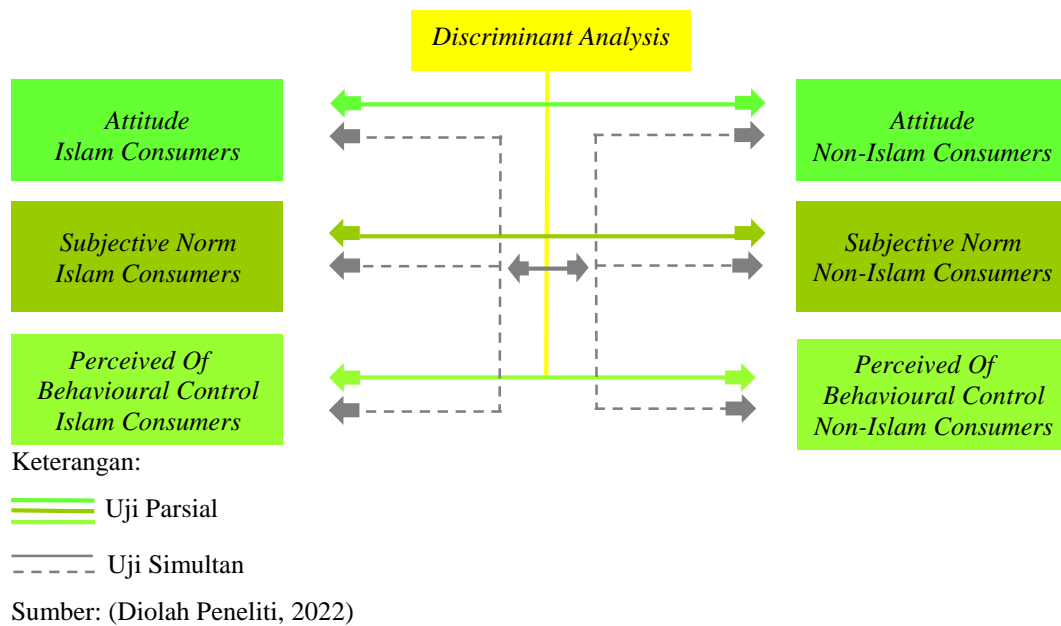 Discriminant Analysis
Attitude
Islam Consumers
Attitude
Non-Islam Consumers
Subjective Norm
Islam Consumers
Subjective Norm
Non-Islam Consumers
Perceived Of
Behavioural Control
Islam Consumers
Perceived Of
Behavioural Control
Non-Islam Consumers
Keterangan:
Uji Parsial
Uji Simultan
Sumber: (Diolah Peneliti, 2022)